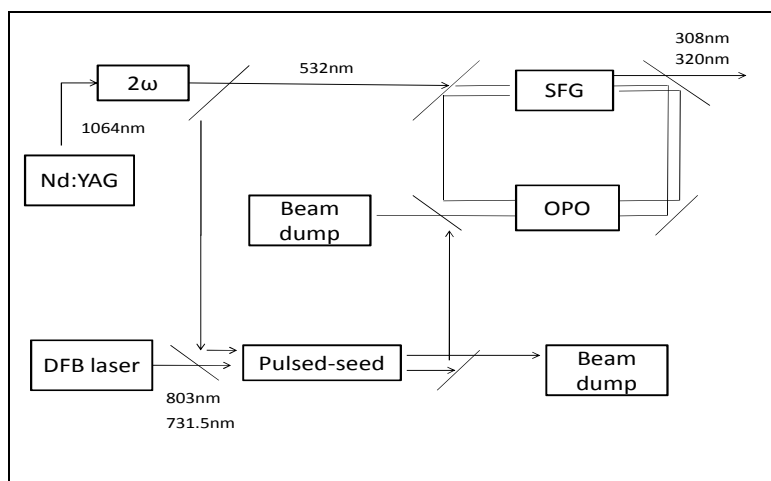 308nm
320nm
532nm
2ω
SFG
1064nm
Nd:YAG
Beam
dump
OPO
DFB laser
Pulsed-seed
Beam
dump
803nm
731.5nm